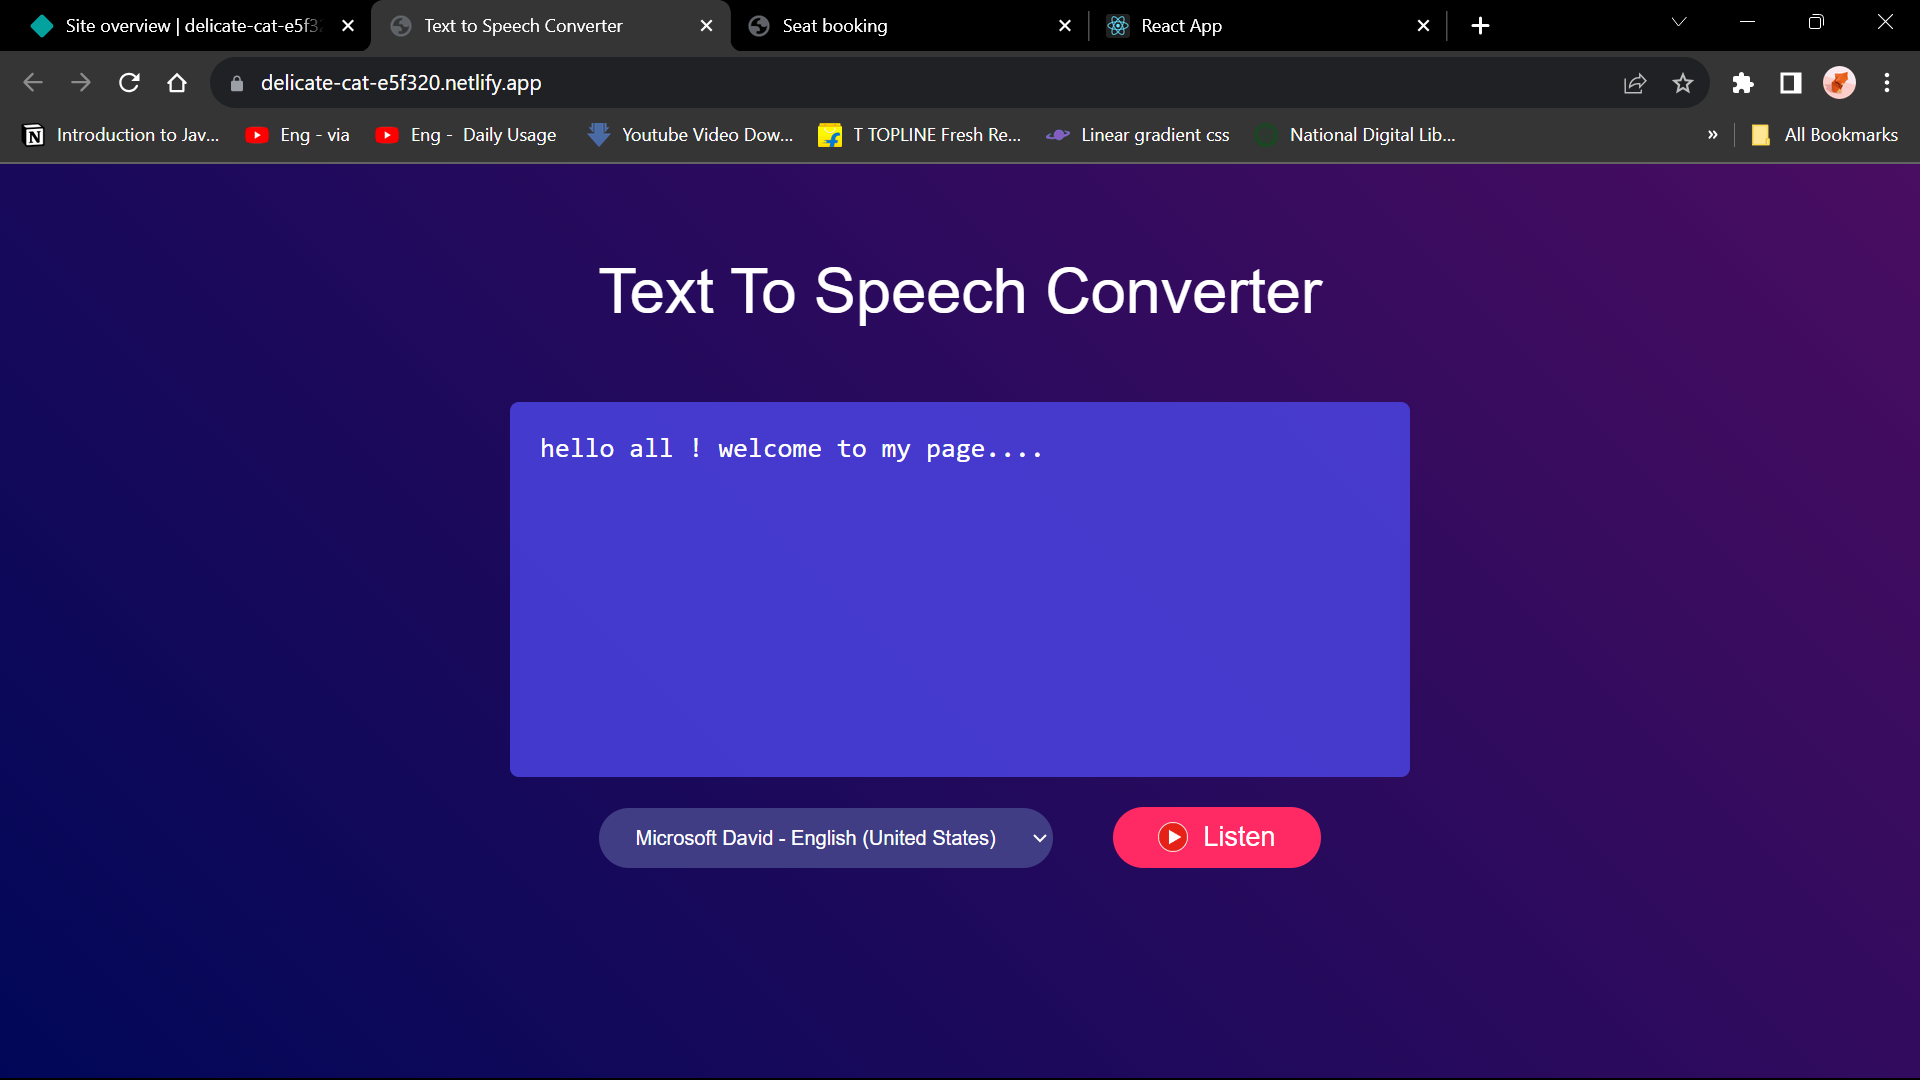 Site overview | delicate-cat-e5f3
Text to Speech Converter
Seat booking
React App
delicate-cat-e5f320.netlify.app
Introduction to Jav...
Eng - via
Eng - Daily Usage
Youtube Video Dow...
T TOPLINE Fresh Re...
Linear gradient css
National Digital Lib...
»
All Bookmarks
Text To Speech Converter
hello all ! welcome to my page....
Microsoft David - English (United States)
Listen